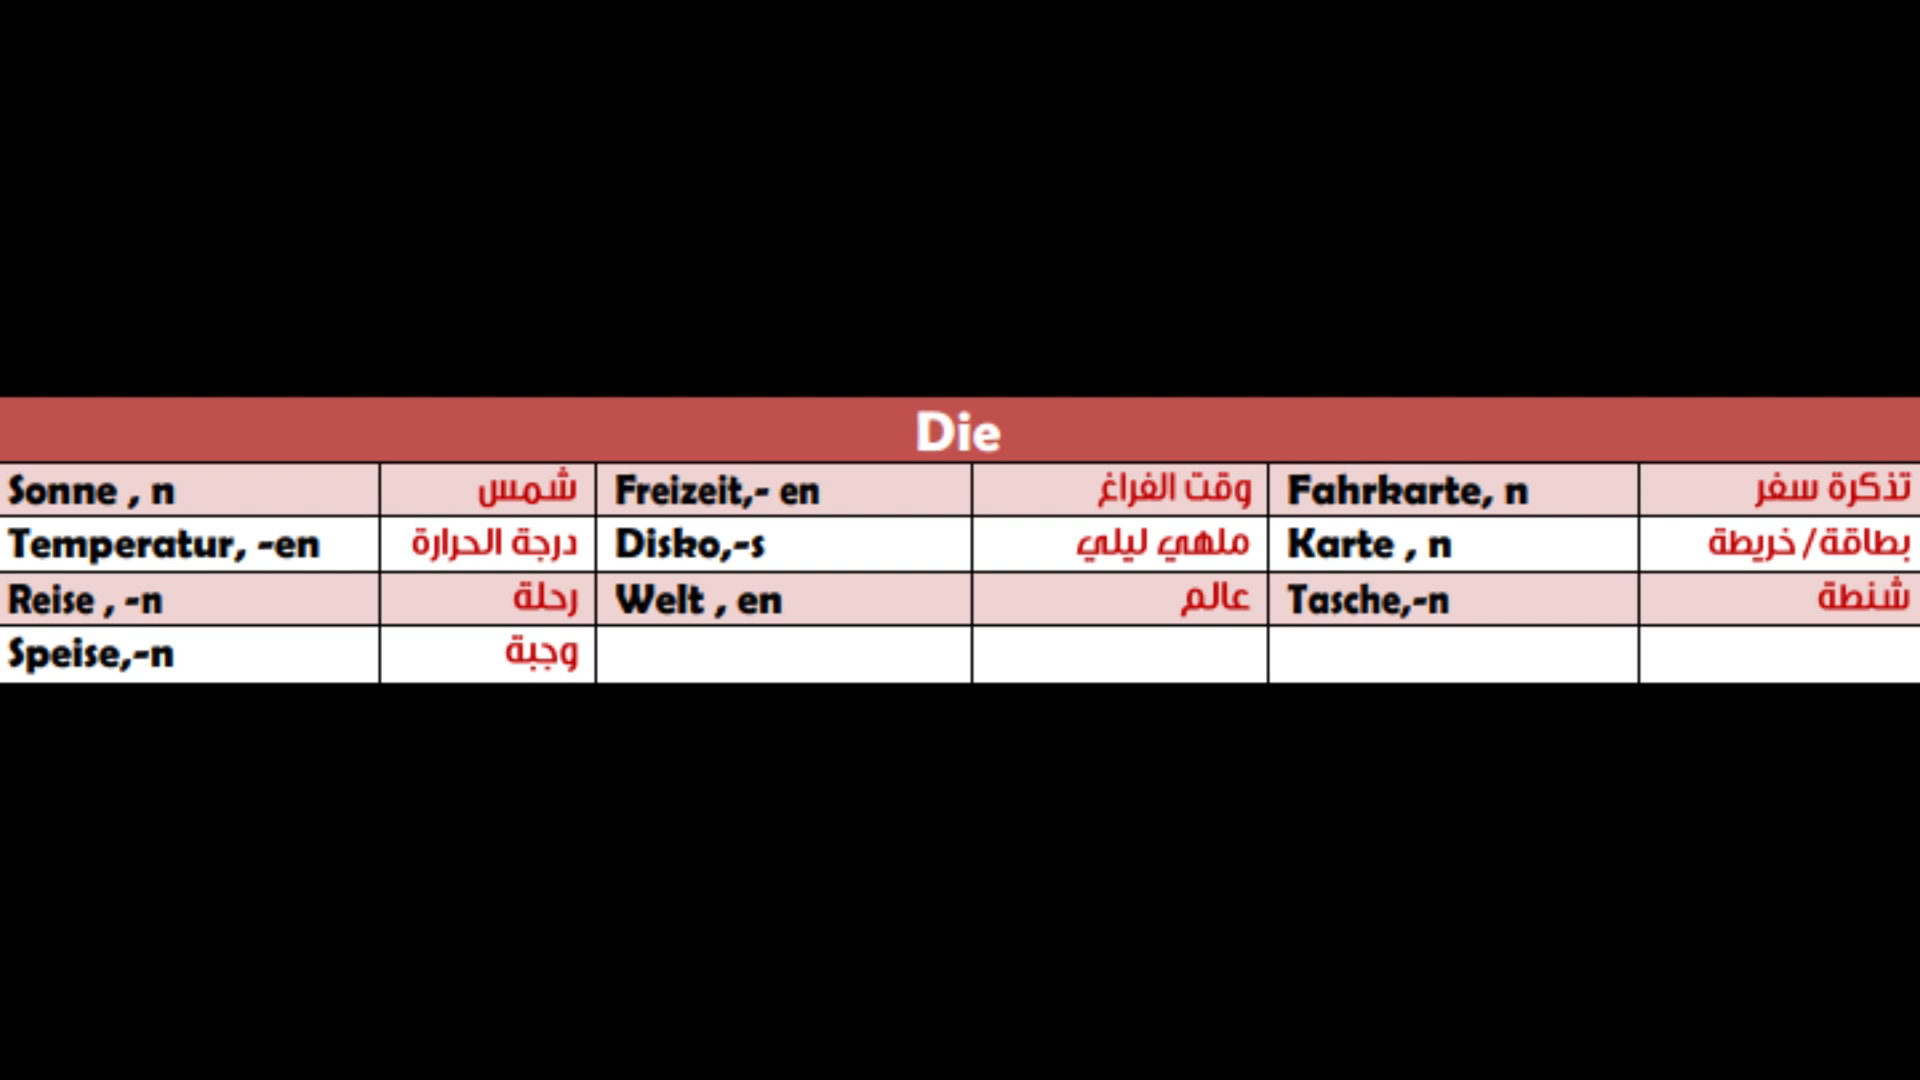 Die
Sonne , n شمس Freizeit,- en وقت الفراغ Fahrkarte, n تذكرة سفر
Temperatur, -en درجة الحرارة Disko,-s ملهي ليلي Karte , n بطاقة/خريطة
Reise , -n رحلة Welt , en عالم Tasche,-n شنطة
Speise,-n وجبة